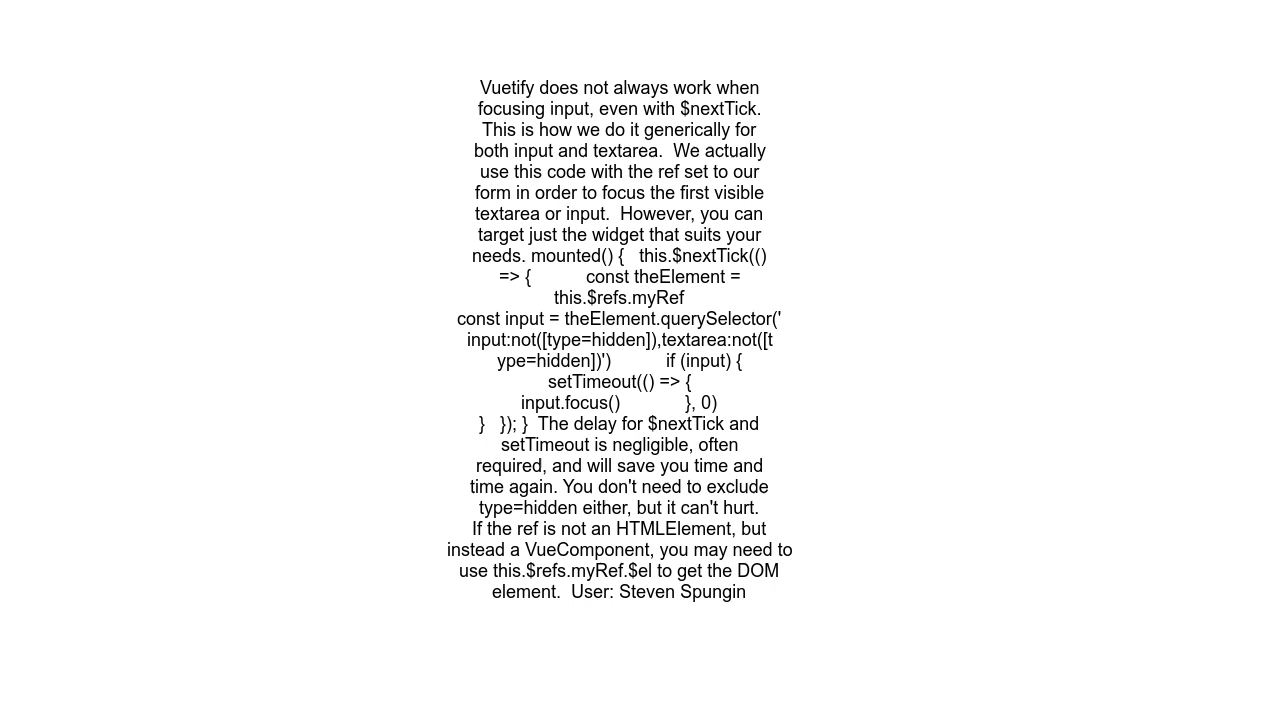 Vuetify does not always work when
focusing input, even with $nextTick.
This is how we do it generically for
both input and textarea.  We actually
use this code with the ref set to our
form in order to focus the first visible
textarea or input.  However, you can
target just the widget that suits your
needs. mounted() {   this.$nextTick(()
=> {           const theElement =
this.$refs.myRef
const input = theElement.querySelector('
input:not([type=hidden]),textarea:not([t
ype=hidden])')           if (input) {
setTimeout(() => {
input.focus()             }, 0)
}   }); }  The delay for $nextTick and
setTimeout is negligible, often
required, and will save you time and
time again. You don't need to exclude
type=hidden either, but it can't hurt.
If the ref is not an HTMLElement, but
instead a VueComponent, you may need to
use this.$refs.myRef.$el to get the DOM
element.  User: Steven Spungin